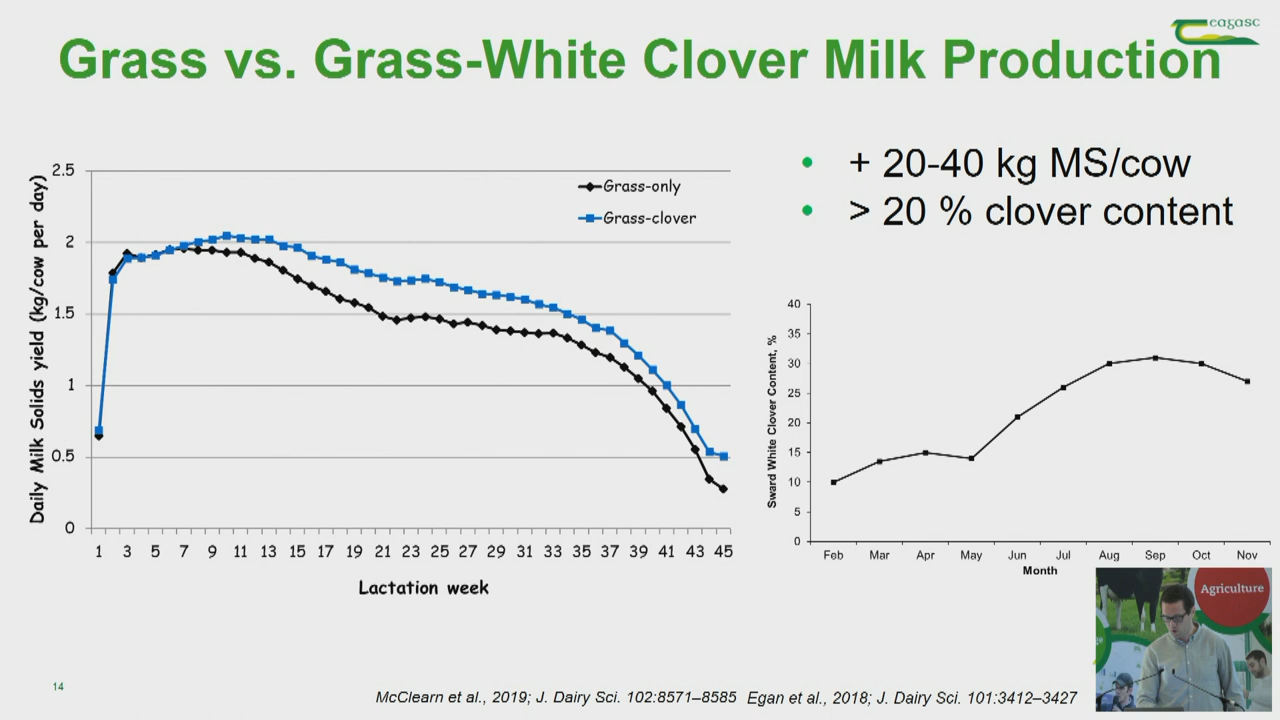 teagasc
Grass vs. Grass-White Clover Milk Production
• + 20-40 kg MS/cow
• > 20 % clover content
Daily Milk Solids yield (kg/cow per day)
2.5
2
1.5
1
0.5
0
Grass-only
Grass-clover
1 3 5 7 9 11 13 15 17 19 21 23 25 27 29 31 33 35 37 39 41 43 45
Lactation week
Sward White Clover Content, %
40
35
30
25
20
15
10
5
0
Feb Mar Apr May Jun Jul Aug Sep Oct Nov
Month
Agriculture
14
McClearn et al., 2019; J. Dairy Sci. 102:8571–8585 Egan et al., 2018; J. Dairy Sci. 101:3412–3427